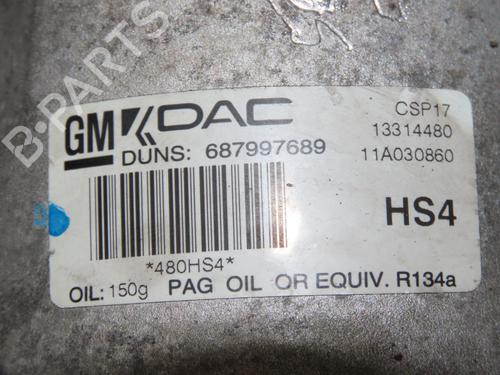 GM DAC
CSP17
DUNS: 687997689
13314480
11A030860
HS4
*480HS4*
OIL: 150g PAG OIL OR EQUIV. R134a
B-PARTS